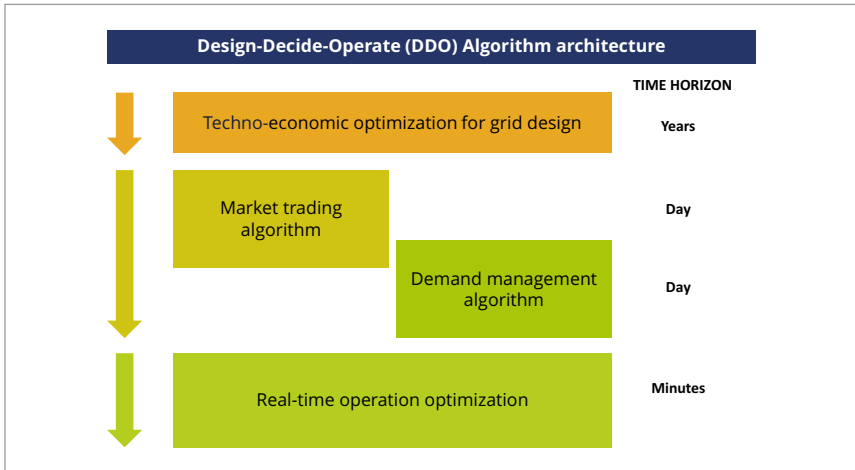 Design-Decide-Operate (DDO) Algorithm architecture
TIME HORIZON
Techno-economic optimization for grid design
Years
Market trading
algorithm
Day
Demand management
algorithm
Day
Real-time operation optimization
Minutes